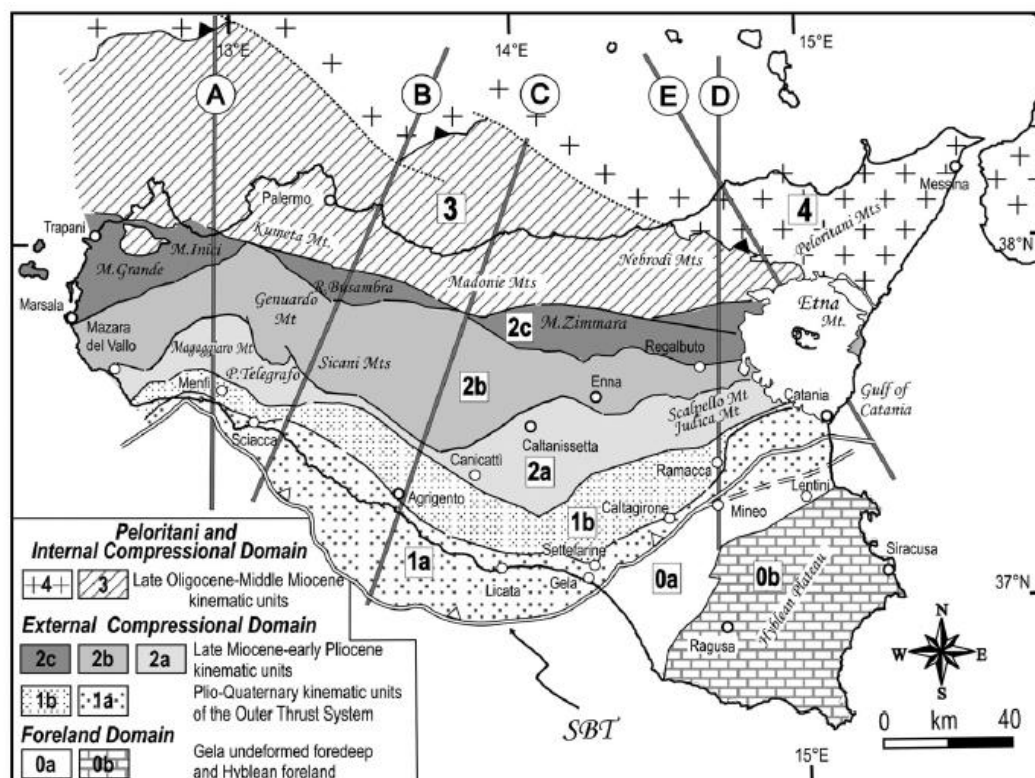 13°E
14°E
15°E
A
B
C
E
D
Messina
Palermo
3
4
Peloritani Mts
38°N
Trapani
Kumeta Mt.
M.Inici
M.Grande
Nebrodi Mts
R.Busambra
Madonie Mts
Etna
Mt.
Marsala
Genuardo
Mt
2c
M.Zimmara
Mazara
del Vallo
Magaggiaro Mt
Regalbuto
P.Telegrafo
Sicani Mts
2b
Enna
Catania
Gulf of
Catania
Menfi
Scalpello Mt
Judica Mt
Sciacca
Caltanissetta
Canicattì
2a
Ramacca
Lentini
Agrigento
1b
Caltagirone
Mineo
Settefarine
1a
Siracusa
Licata
Gela
0a
0b
Hyblean Plateau
37°N
Ragusa
Peloritani and
Internal Compressional Domain
4 3 Late Oligocene-Middle Miocene
kinematic units
External Compressional Domain
2c 2b 2a Late Miocene-early Pliocene
kinematic units
1b 1a Plio-Quaternary kinematic units
of the Outer Thrust System
Foreland Domain
0a 0b Gela undeformed foredeep
and Hyblean foreland
SBT
N
W E
S
0 km 40
15°E